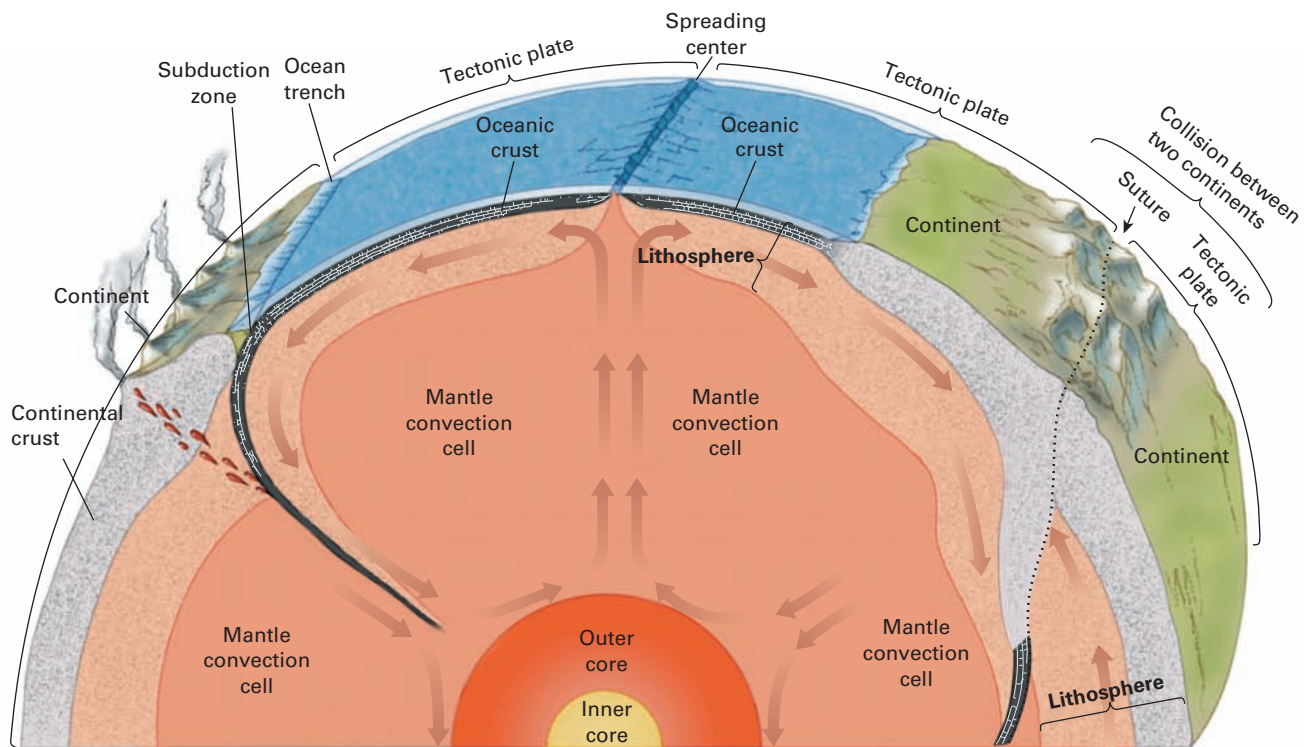 Spreading
center
Tectonic plate
Subduction
zone
Ocean
trench
Tectonic plate
Collision between
two continents
Oceanic
crust
Oceanic
crust
Suture
Tectonic
plate
Continent
Lithosphere
Continent
Continental
crust
Mantle
convection
cell
Mantle
convection
cell
Continent
Mantle
convection
cell
Outer
core
Mantle
convection
cell
Lithosphere
Inner
core